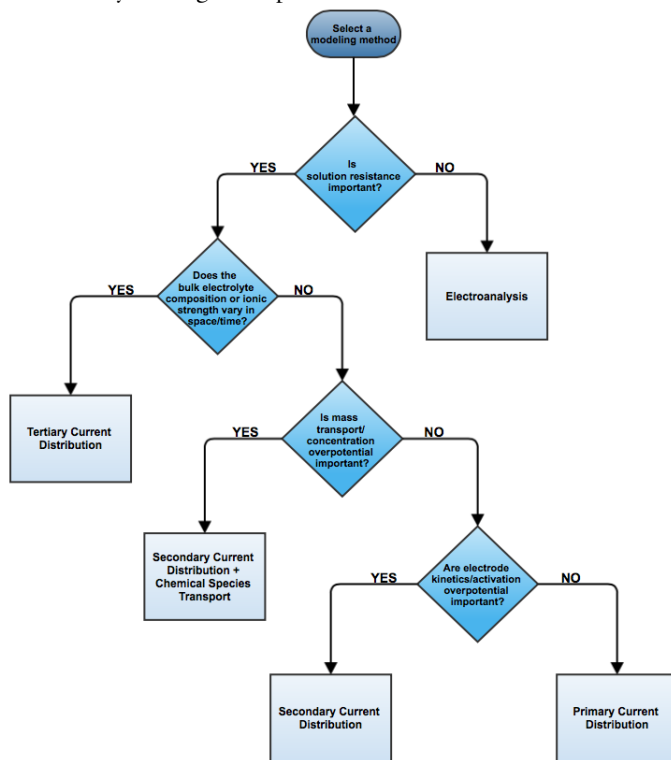 Select a
modeling method
Is
solution resistance
important?
YES
NO
Does the
bulk electrolyte
composition or ionic
strength vary in
space/time?
YES
NO
Electroanalysis
Tertiary Current
Distribution
Is mass
transport/
concentration
overpotential
important?
YES
NO
Secondary Current
Distribution +
Chemical Species
Transport
Are electrode
kinetics/activation
overpotential
important?
YES
NO
Secondary Current
Distribution
Primary Current
Distribution